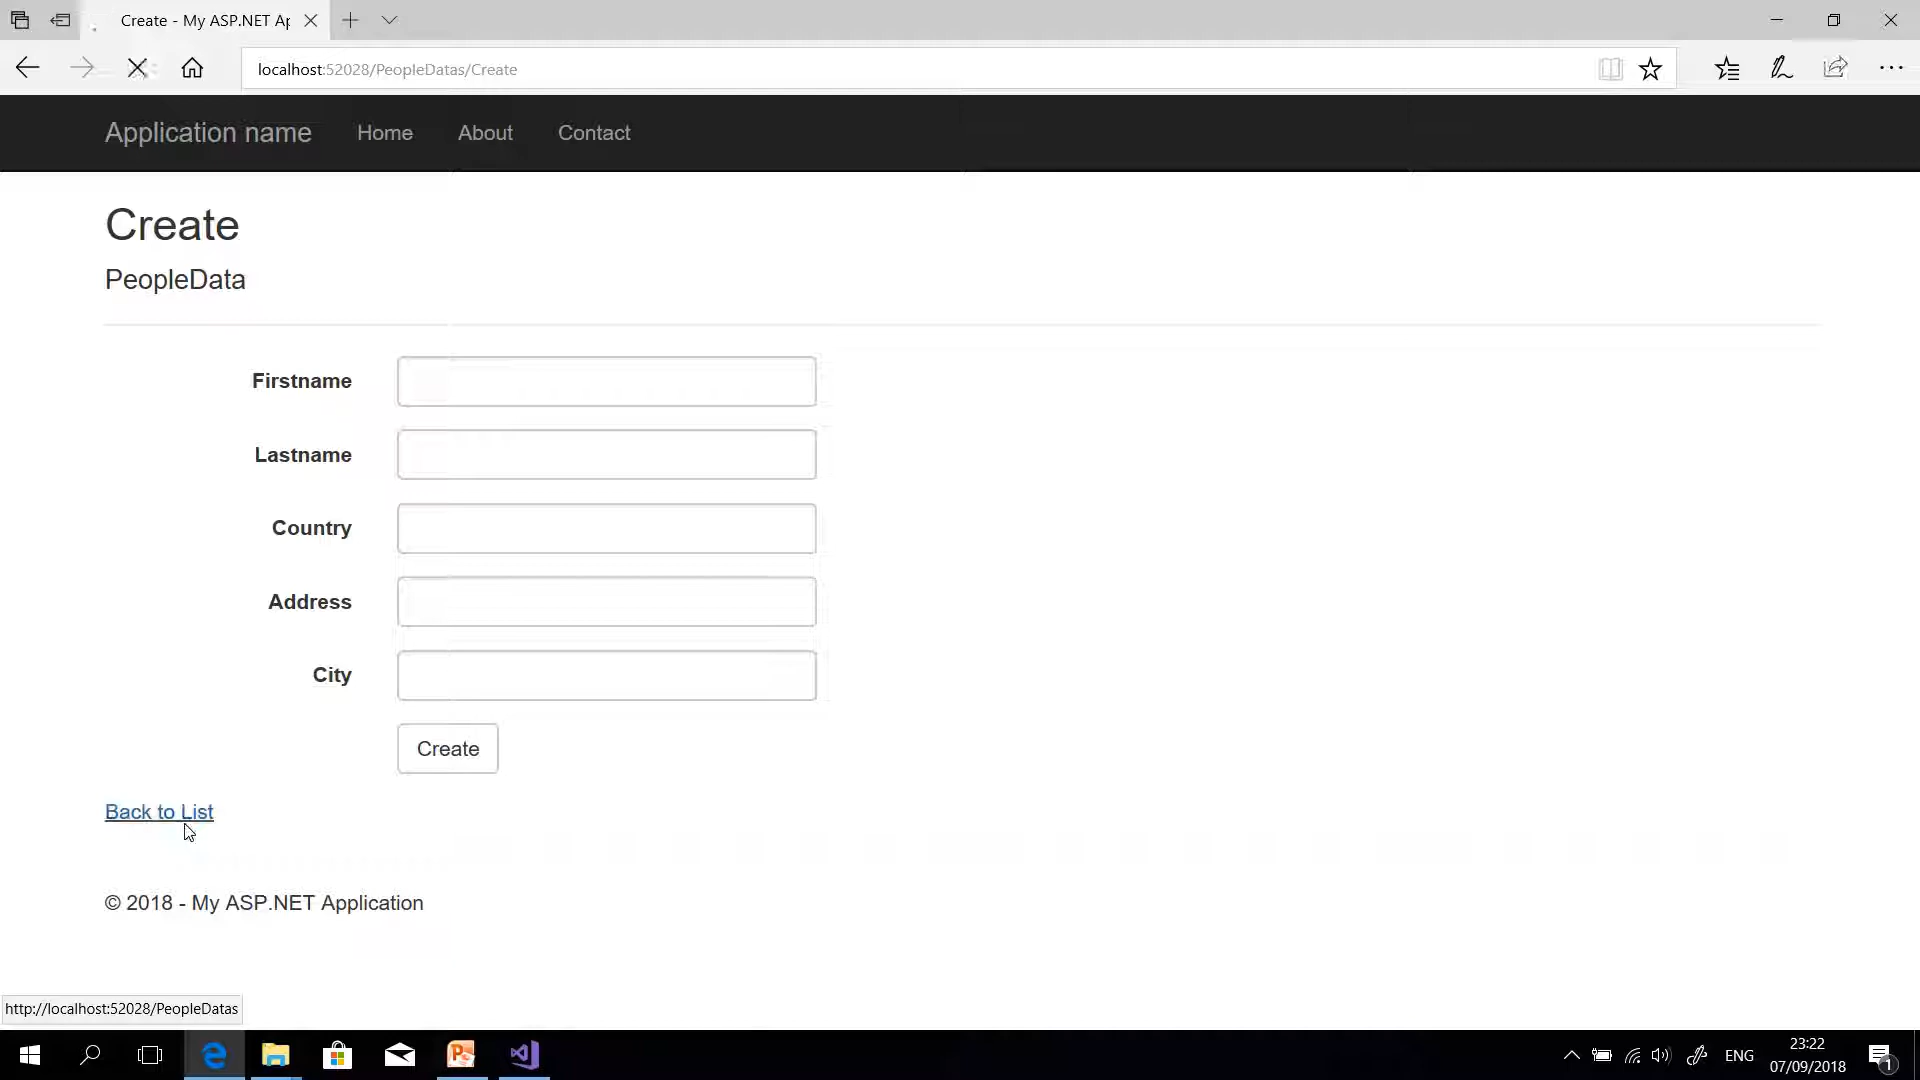 Create - My ASP.NET Ap
localhost:52028/PeopleDatas/Create
Application name Home About Contact
Create
PeopleData
Firstname
Lastname
Country
Address
City
Create
Back to List
© 2018 - My ASP.NET Application
http://localhost:52028/PeopleDatas
ENG
23:22
07/09/2018
1